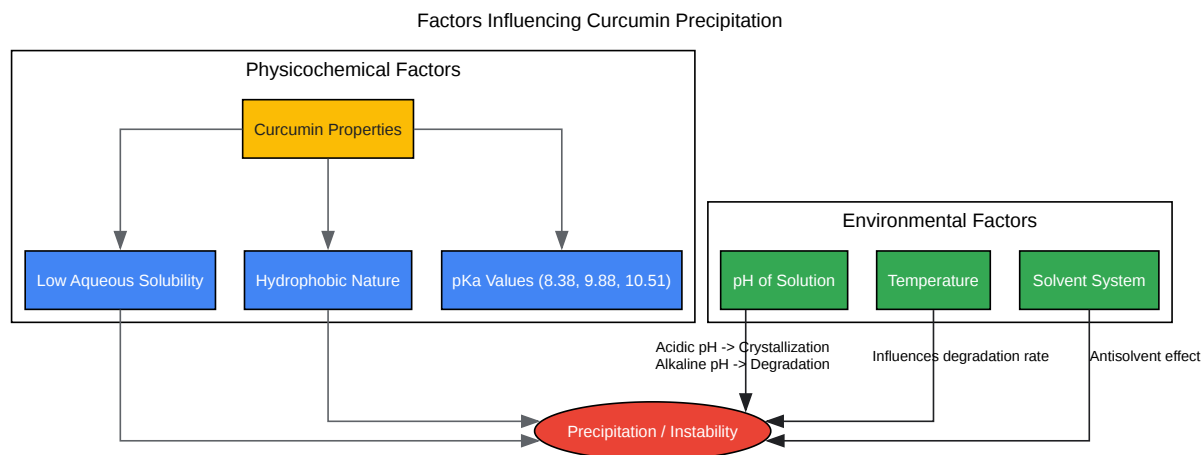 Factors Influencing Curcumin Precipitation
Physicochemical Factors
Curcumin Properties
Low Aqueous Solubility
Hydrophobic Nature
pKa Values (8.38, 9.88, 10.51)
Environmental Factors
pH of Solution
Temperature
Solvent System
Acidic pH -> Crystallization
Alkaline pH -> Degradation
Influences degradation rate
Antisolvent effect
Precipitation / Instability